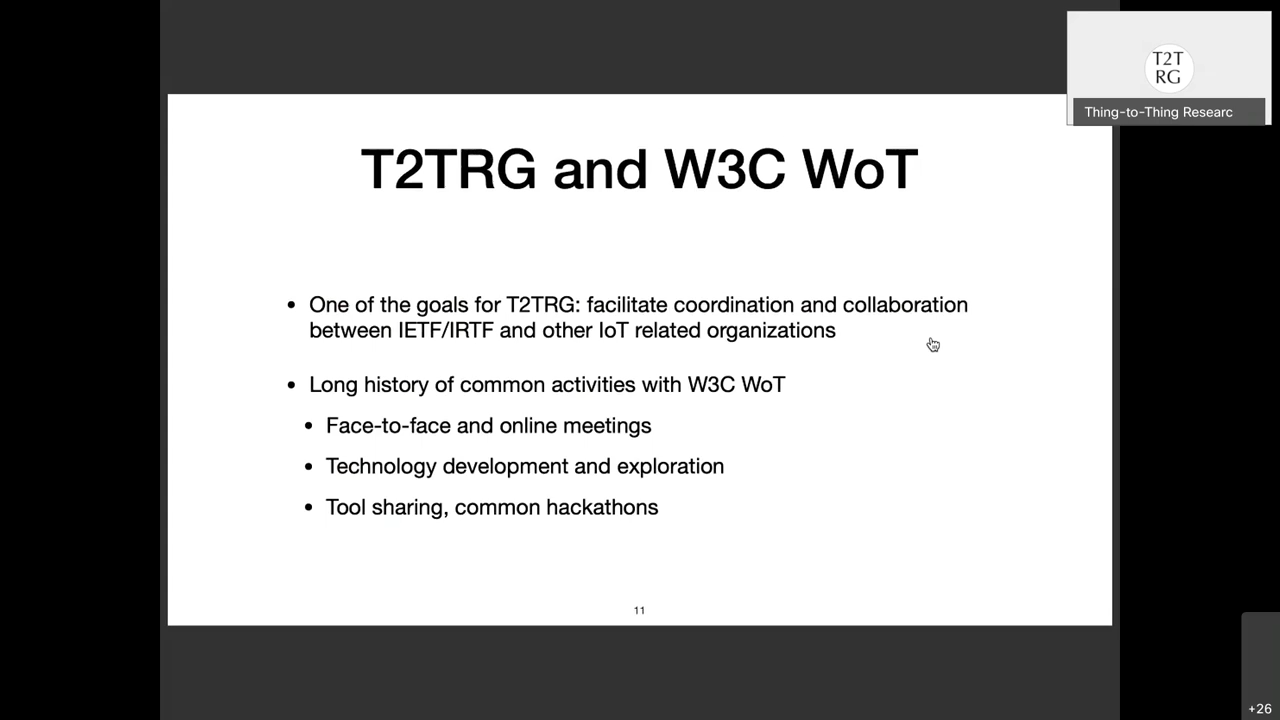 T2T
RG
Thing-to-Thing Researc
T2TRG and W3C WoT
• One of the goals for T2TRG: facilitate coordination and collaboration
between IETF/IRTF and other IoT related organizations
• Long history of common activities with W3C WoT
• Face-to-face and online meetings
• Technology development and exploration
• Tool sharing, common hackathons
11
+26